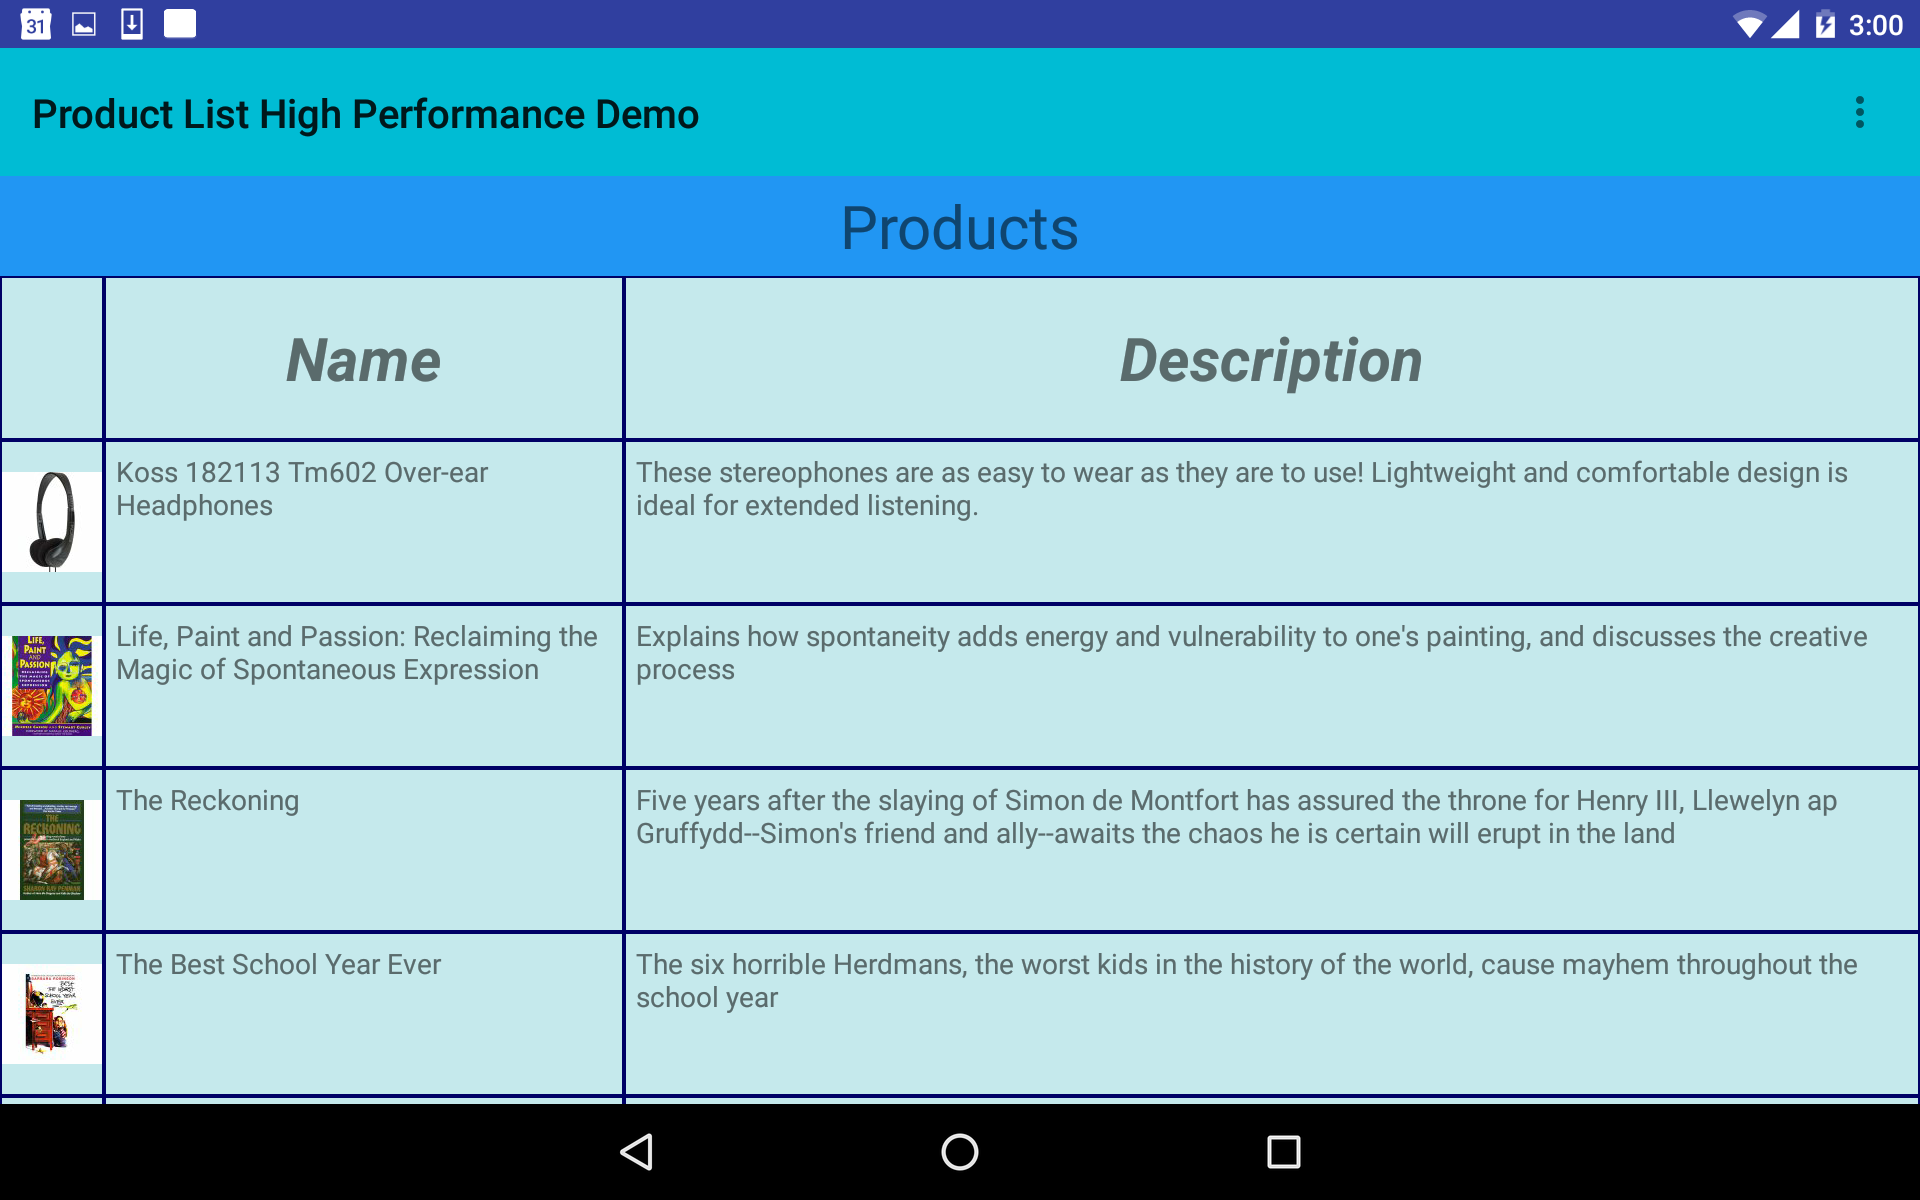 31
3:00
Product List High Performance Demo
Products
Name
Description
Koss 182113 Tm602 Over-ear
Headphones
These stereophones are as easy to wear as they are to use! Lightweight and comfortable design is
ideal for extended listening.
LIFE,
PAINT
AND
PASSION
Life, Paint and Passion: Reclaiming the
Magic of Spontaneous Expression
Explains how spontaneity adds energy and vulnerability to one's painting, and discusses the creative
process
THE
RECKONING
SHARON KAY PENMAN
The Reckoning
Five years after the slaying of Simon de Montfort has assured the throne for Henry III, Llewelyn ap
Gruffydd--Simon's friend and ally--awaits the chaos he is certain will erupt in the land
The Best School Year Ever
The six horrible Herdmans, the worst kids in the history of the world, cause mayhem throughout the
school year